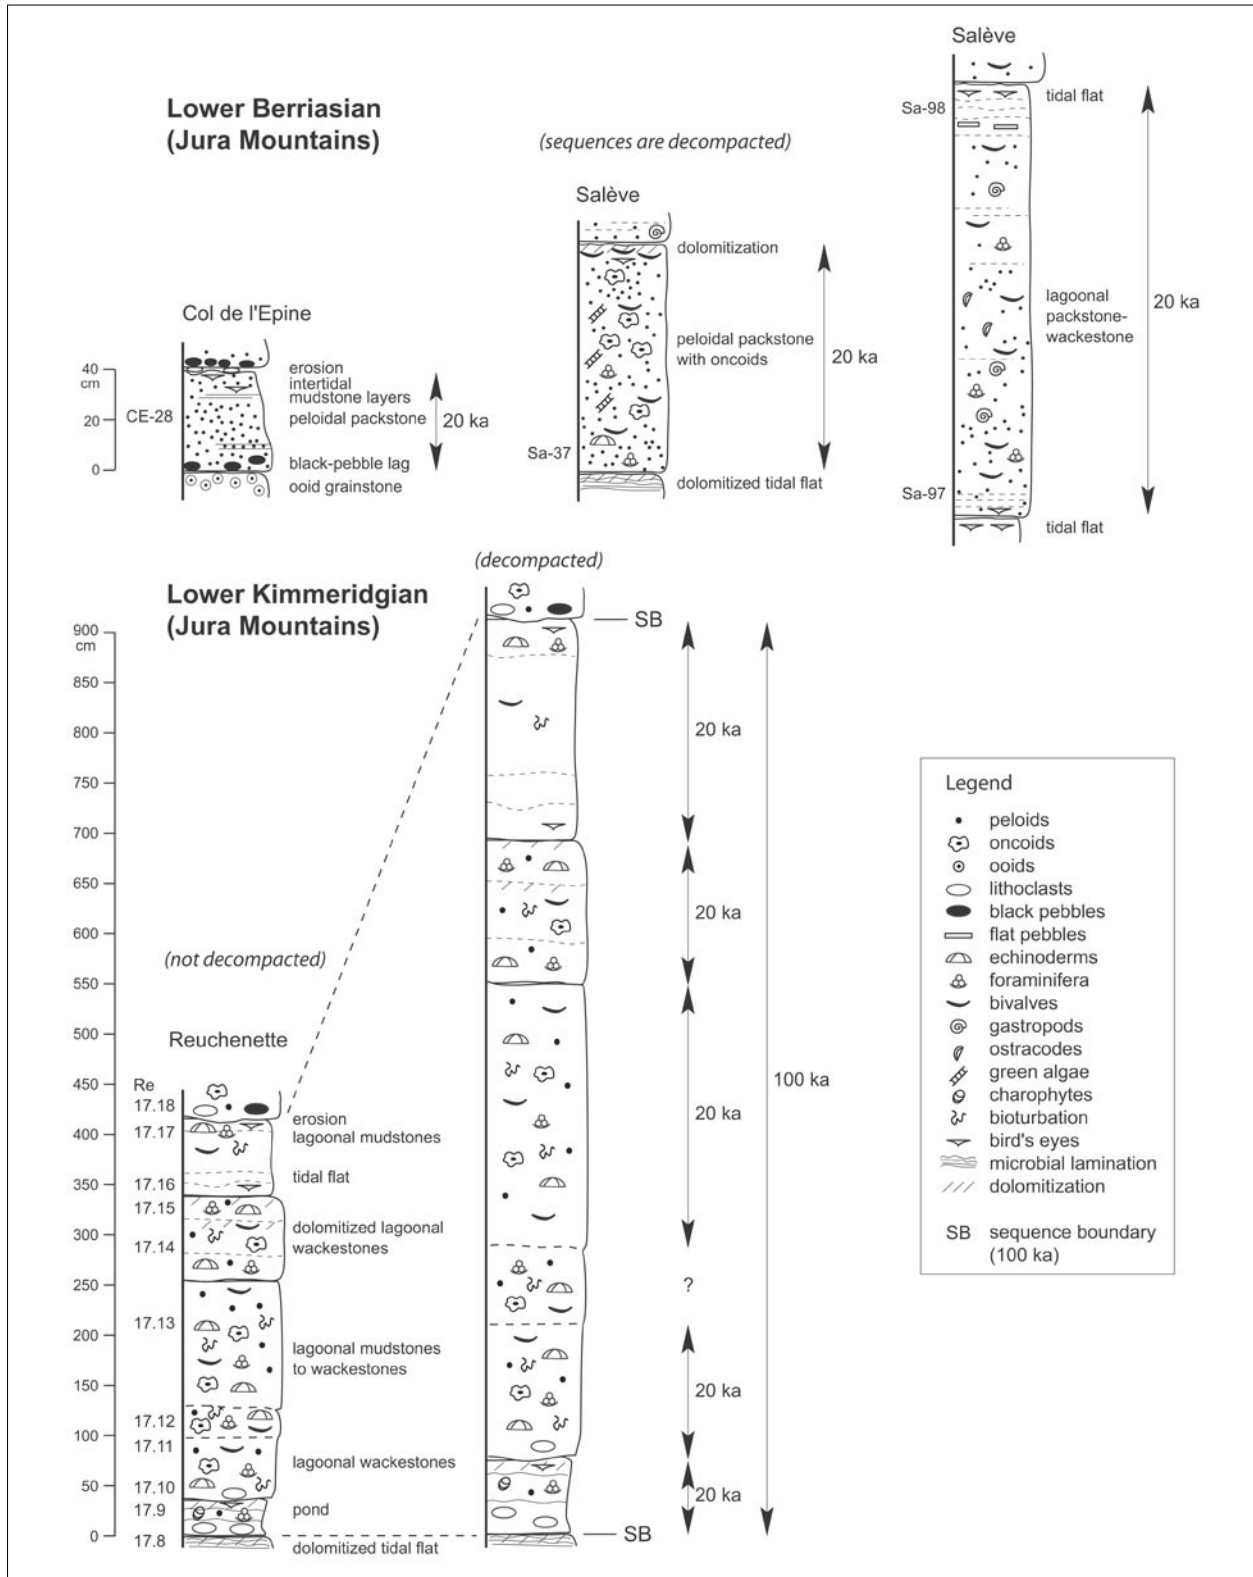 Lower Berriasian
(Jura Mountains)
(sequences are decompacted)
Col de l'Epine
40
cm
20
0
CE-28
erosion
intertidal
mudstone layers
peloidal packstone
black-pebble lag
ooid grainstone
20 ka
Salève
Sa-37
dolomitization
peloidal packstone
with oncoids
dolomitized tidal flat
20 ka
Salève
Sa-98
Sa-97
tidal flat
lagoonal
packstone-
wackestone
tidal flat
20 ka
Lower Kimmeridgian
(Jura Mountains)
900
cm
850
800
750
700
650
600
550
500
450
400
350
300
250
200
150
100
50
0
(not decompacted)
Reuchenette
Re
17.18
17.17
17.16
17.15
17.14
17.13
17.12
17.11
17.10
17.9
17.8
erosion
lagoonal mudstones
tidal flat
dolomitized lagoonal
wackestones
lagoonal mudstones
to wackestones
lagoonal wackestones
pond
dolomitized tidal flat
(decompacted)
SB
20 ka
20 ka
20 ka
?
20 ka
20 ka
SB
100 ka
Legend
peloids
oncoids
ooids
lithoclasts
black pebbles
flat pebbles
echinoderms
foraminifera
bivalves
gastropods
ostracodes
green algae
charophytes
bioturbation
bird's eyes
microbial lamination
dolomitization
SB sequence boundary
(100 ka)